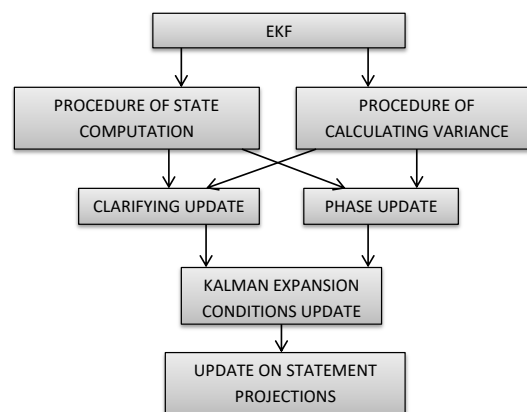 EKF
PROCEDURE OF STATE
COMPUTATION
PROCEDURE OF
CALCULATING VARIANCE
CLARIFYING UPDATE
PHASE UPDATE
KALMAN EXPANSION
CONDITIONS UPDATE
UPDATE ON STATEMENT
PROJECTIONS